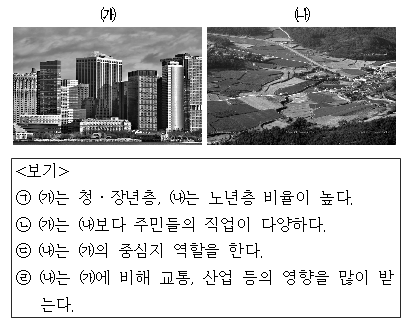 ㈎ ㈏
<보기>
㉠ ㈎는 청ㆍ장년층, ㈏는 노년층 비율이 높다.
㉡ ㈎는 ㈏보다 주민들의 직업이 다양하다.
㉢ ㈏는 ㈎의 중심지 역할을 한다.
㉣ ㈏는 ㈎에 비해 교통, 산업 등의 영향을 많이 받
는다.